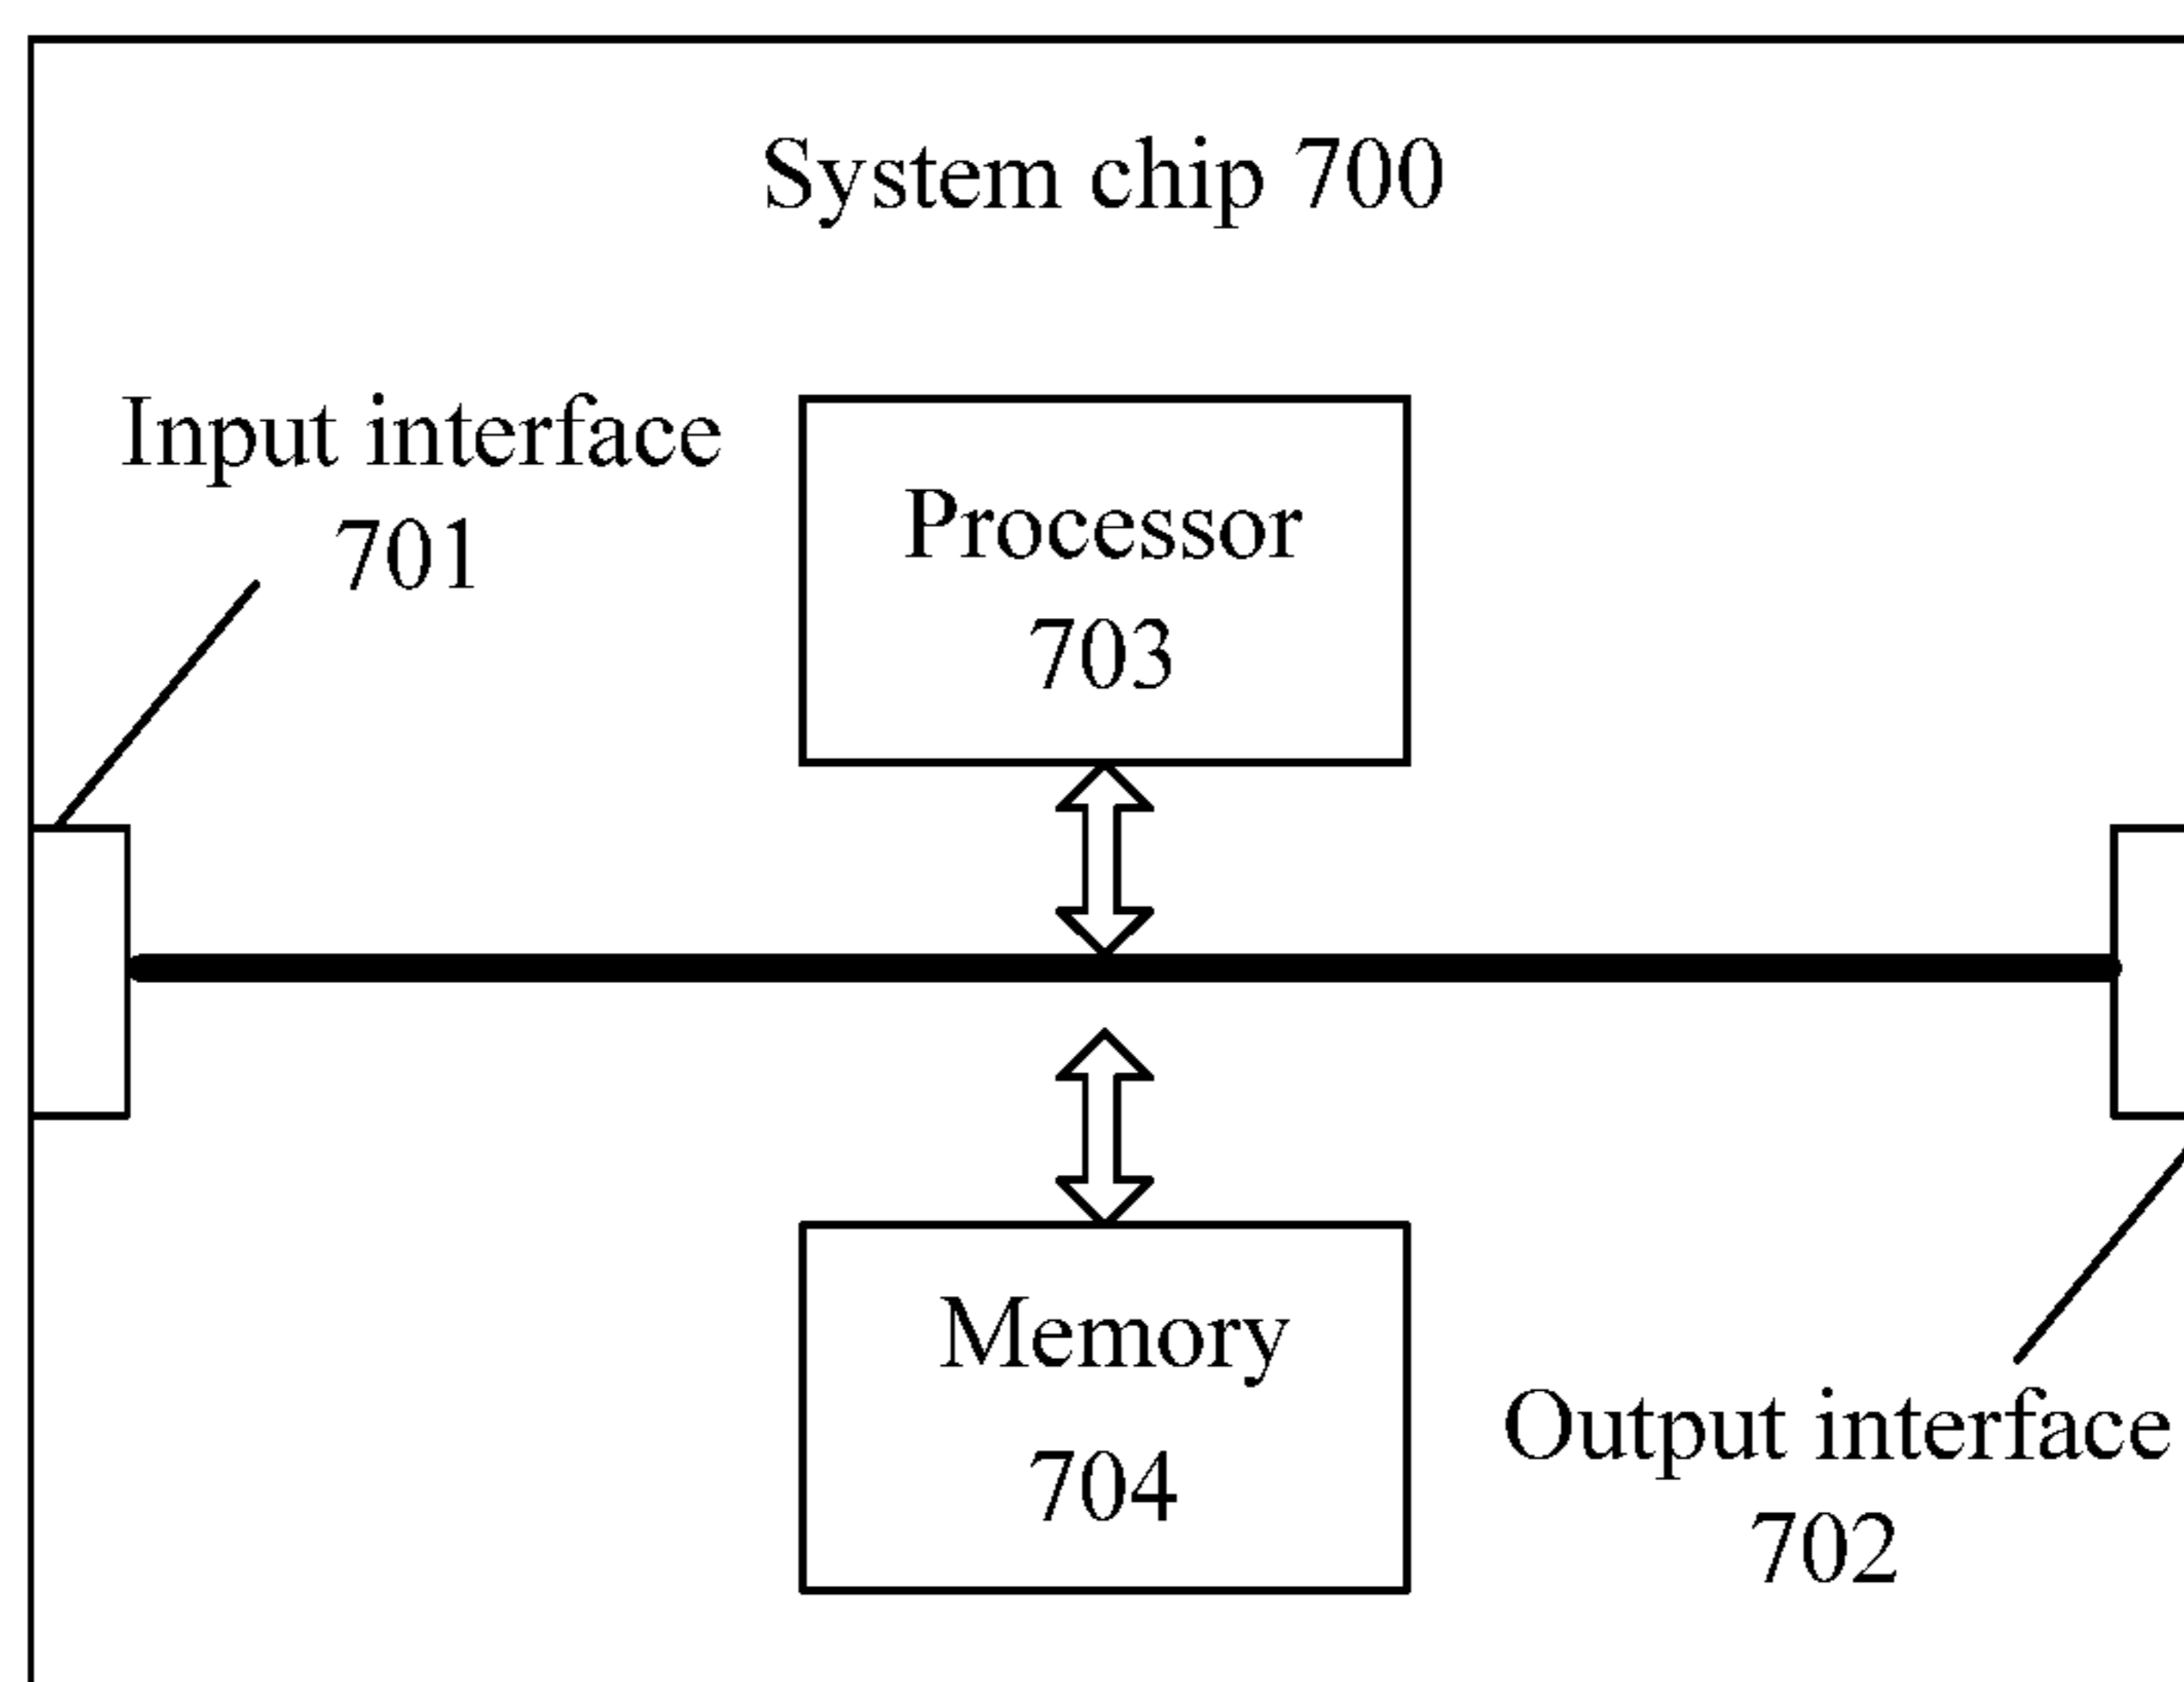 System chip 700
Input interface
701
Processor
703
Memory
704
Output interface
702